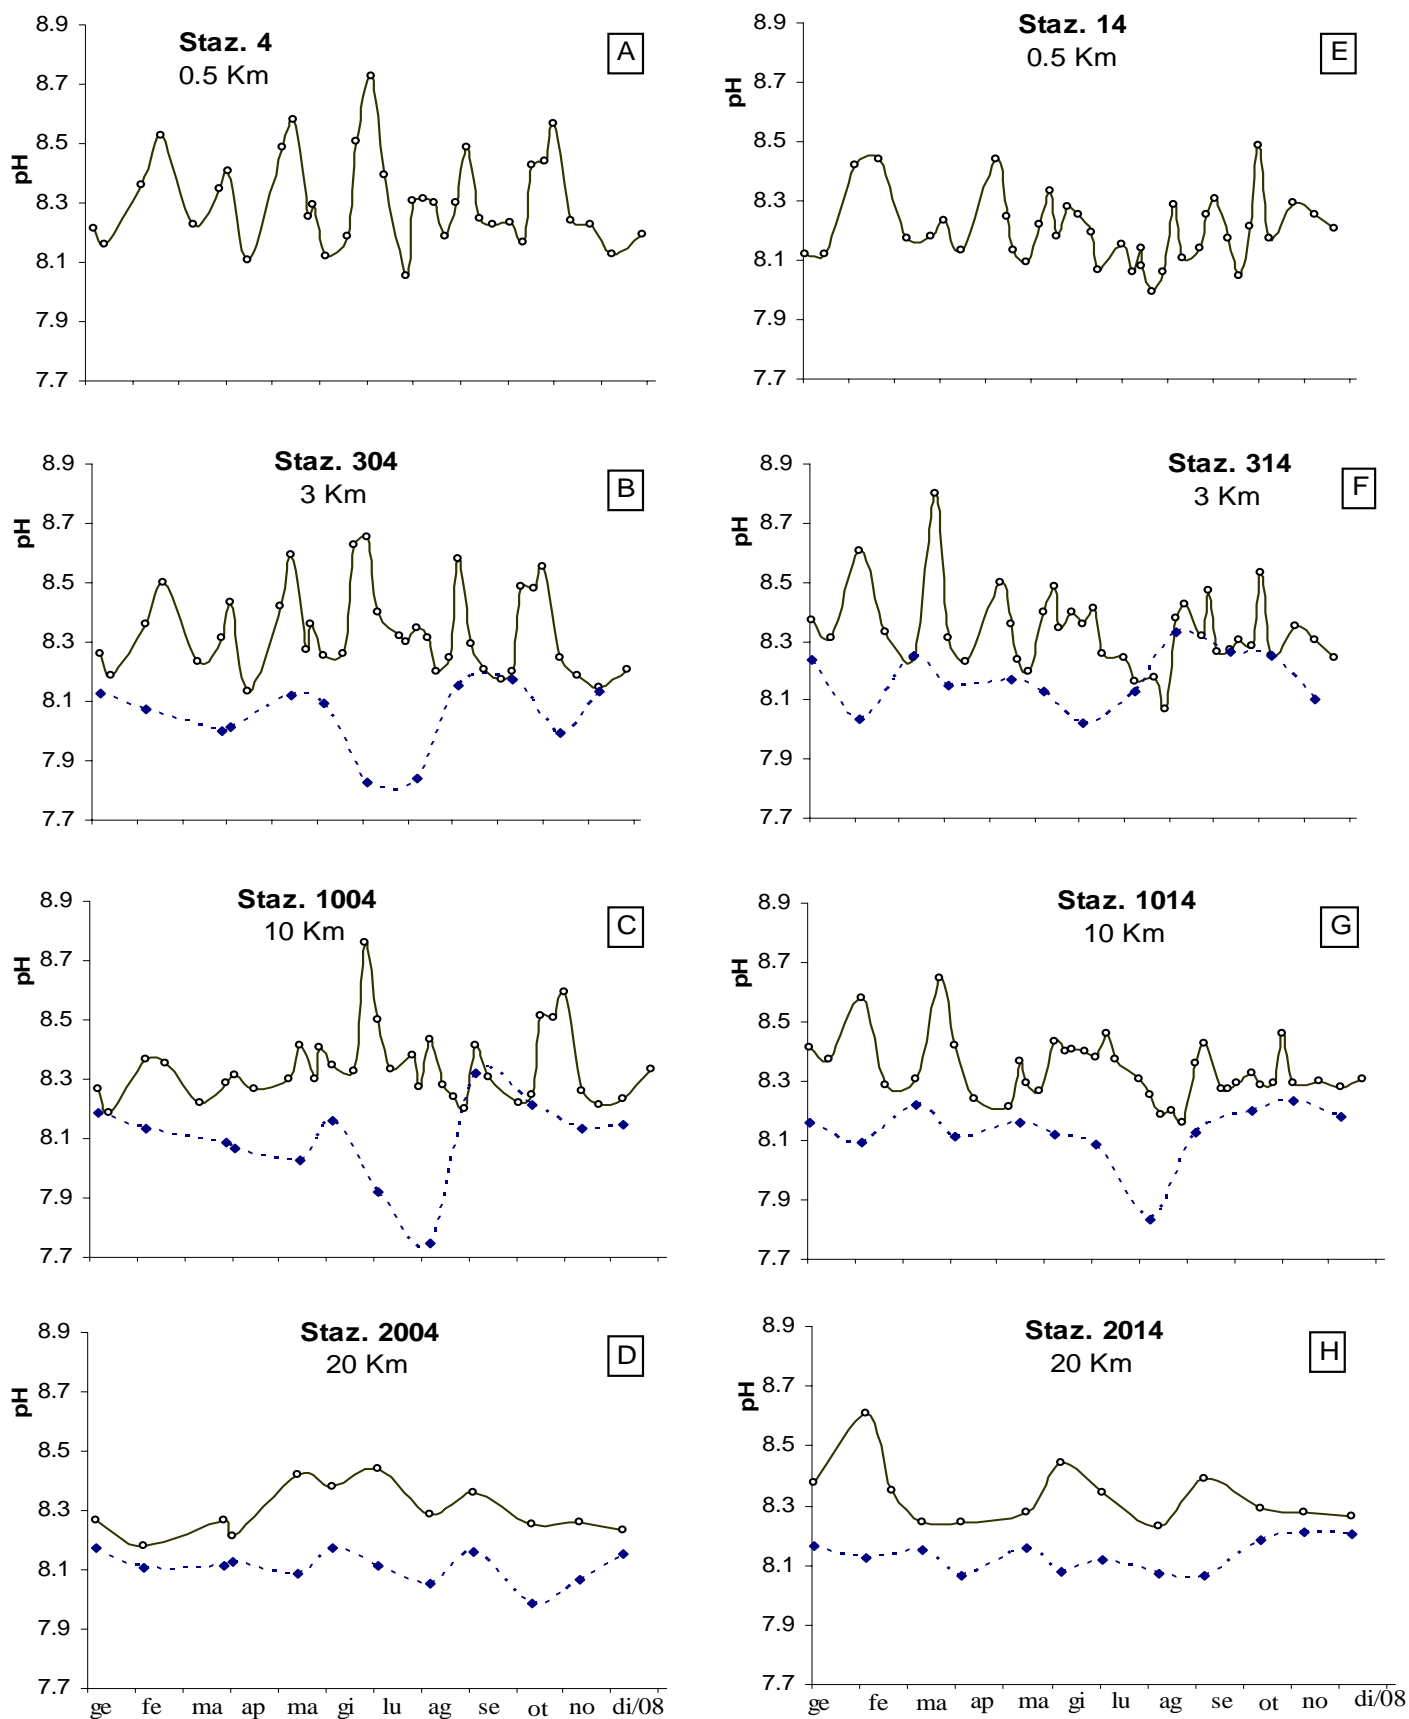 8.9
8.7
8.5
8.3
8.1
7.9
7.7
pH
Staz. 4
0.5 Km
A
8.9
8.7
8.5
8.3
8.1
7.9
7.7
pH
Staz. 14
0.5 Km
E
8.9
8.7
8.5
8.3
8.1
7.9
7.7
pH
Staz. 304
3 Km
B
8.9
8.7
8.5
8.3
8.1
7.9
7.7
pH
Staz. 314
3 Km
F
8.9
8.7
8.5
8.3
8.1
7.9
7.7
pH
Staz. 1004
10 Km
C
8.9
8.7
8.5
8.3
8.1
7.9
7.7
pH
Staz. 1014
10 Km
G
8.9
8.7
8.5
8.3
8.1
7.9
7.7
pH
Staz. 2004
20 Km
D
ge fe ma ap ma gi lu ag se ot no di/08
8.9
8.7
8.5
8.3
8.1
7.9
7.7
pH
Staz. 2014
20 Km
H
ge fe ma ap ma gi lu ag se ot no di/08